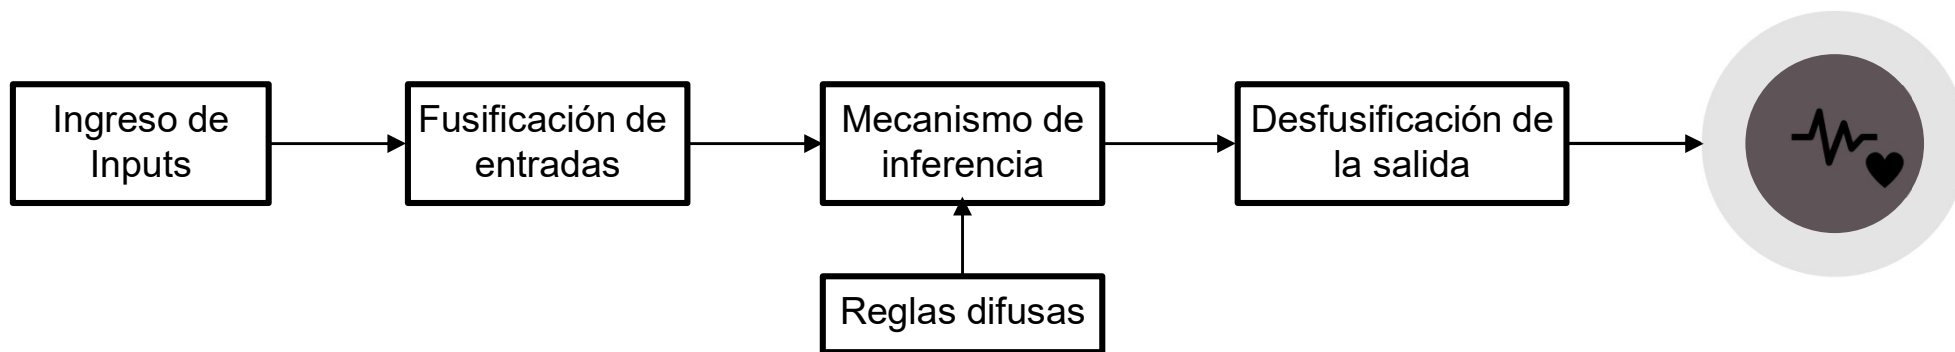 Ingreso de
Inputs
Fusificación de
entradas
Mecanismo de
inferencia
Desfusificación de
la salida
Reglas difusas